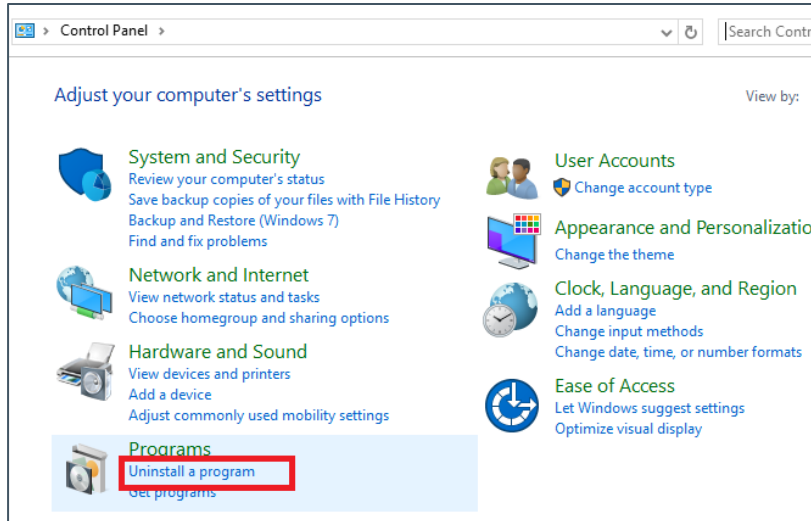 Control Panel
Search Contr
Adjust your computer's settings
View by:
System and Security
Review your computer's status
Save backup copies of your files with File History
Backup and Restore (Windows 7)
Find and fix problems
Network and Internet
View network status and tasks
Choose homegroup and sharing options
Hardware and Sound
View devices and printers
Add a device
Adjust commonly used mobility settings
Programs
Uninstall a program
Get programs
User Accounts
Change account type
Appearance and Personalizatio
Change the theme
Clock, Language, and Region
Add a language
Change input methods
Change date, time, or number formats
Ease of Access
Let Windows suggest settings
Optimize visual display